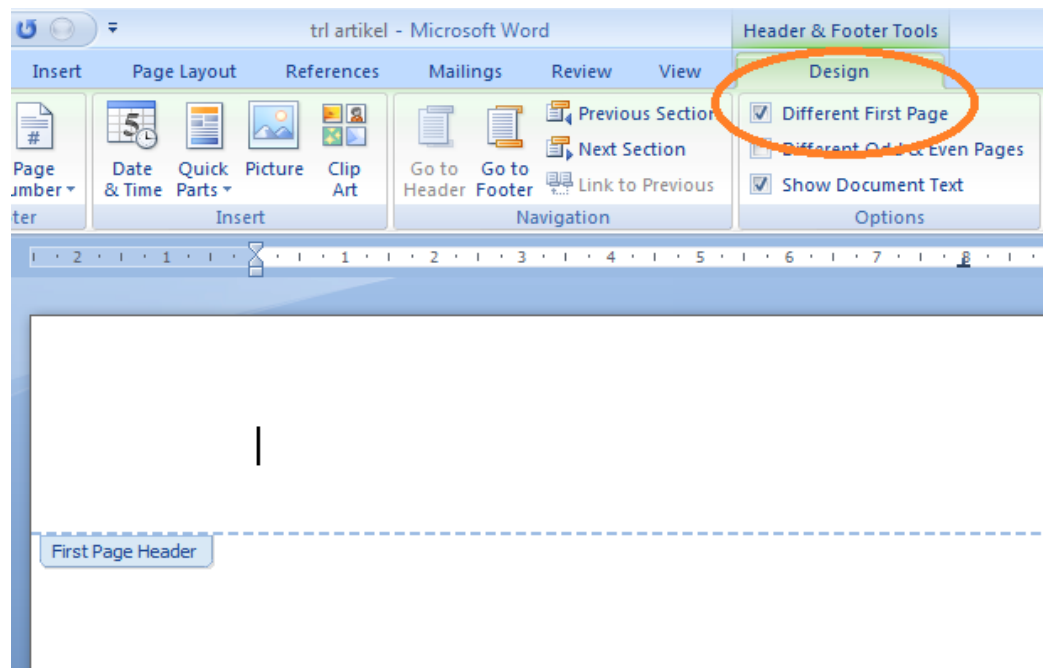 trl artikel - Microsoft Word
Header & Footer Tools
Insert Page Layout References Mailings Review View Design
Page
umber
ter
Date
& Time
Quick
Parts
Picture
Clip
Art
Insert
Go to
Header
Go to
Footer
Previous Section
Next Section
Link to Previous
Navigation
Different First Page
Different Odd & Even Pages
Show Document Text
Options
2 1 1 2 3 4 5 6 7 8
First Page Header